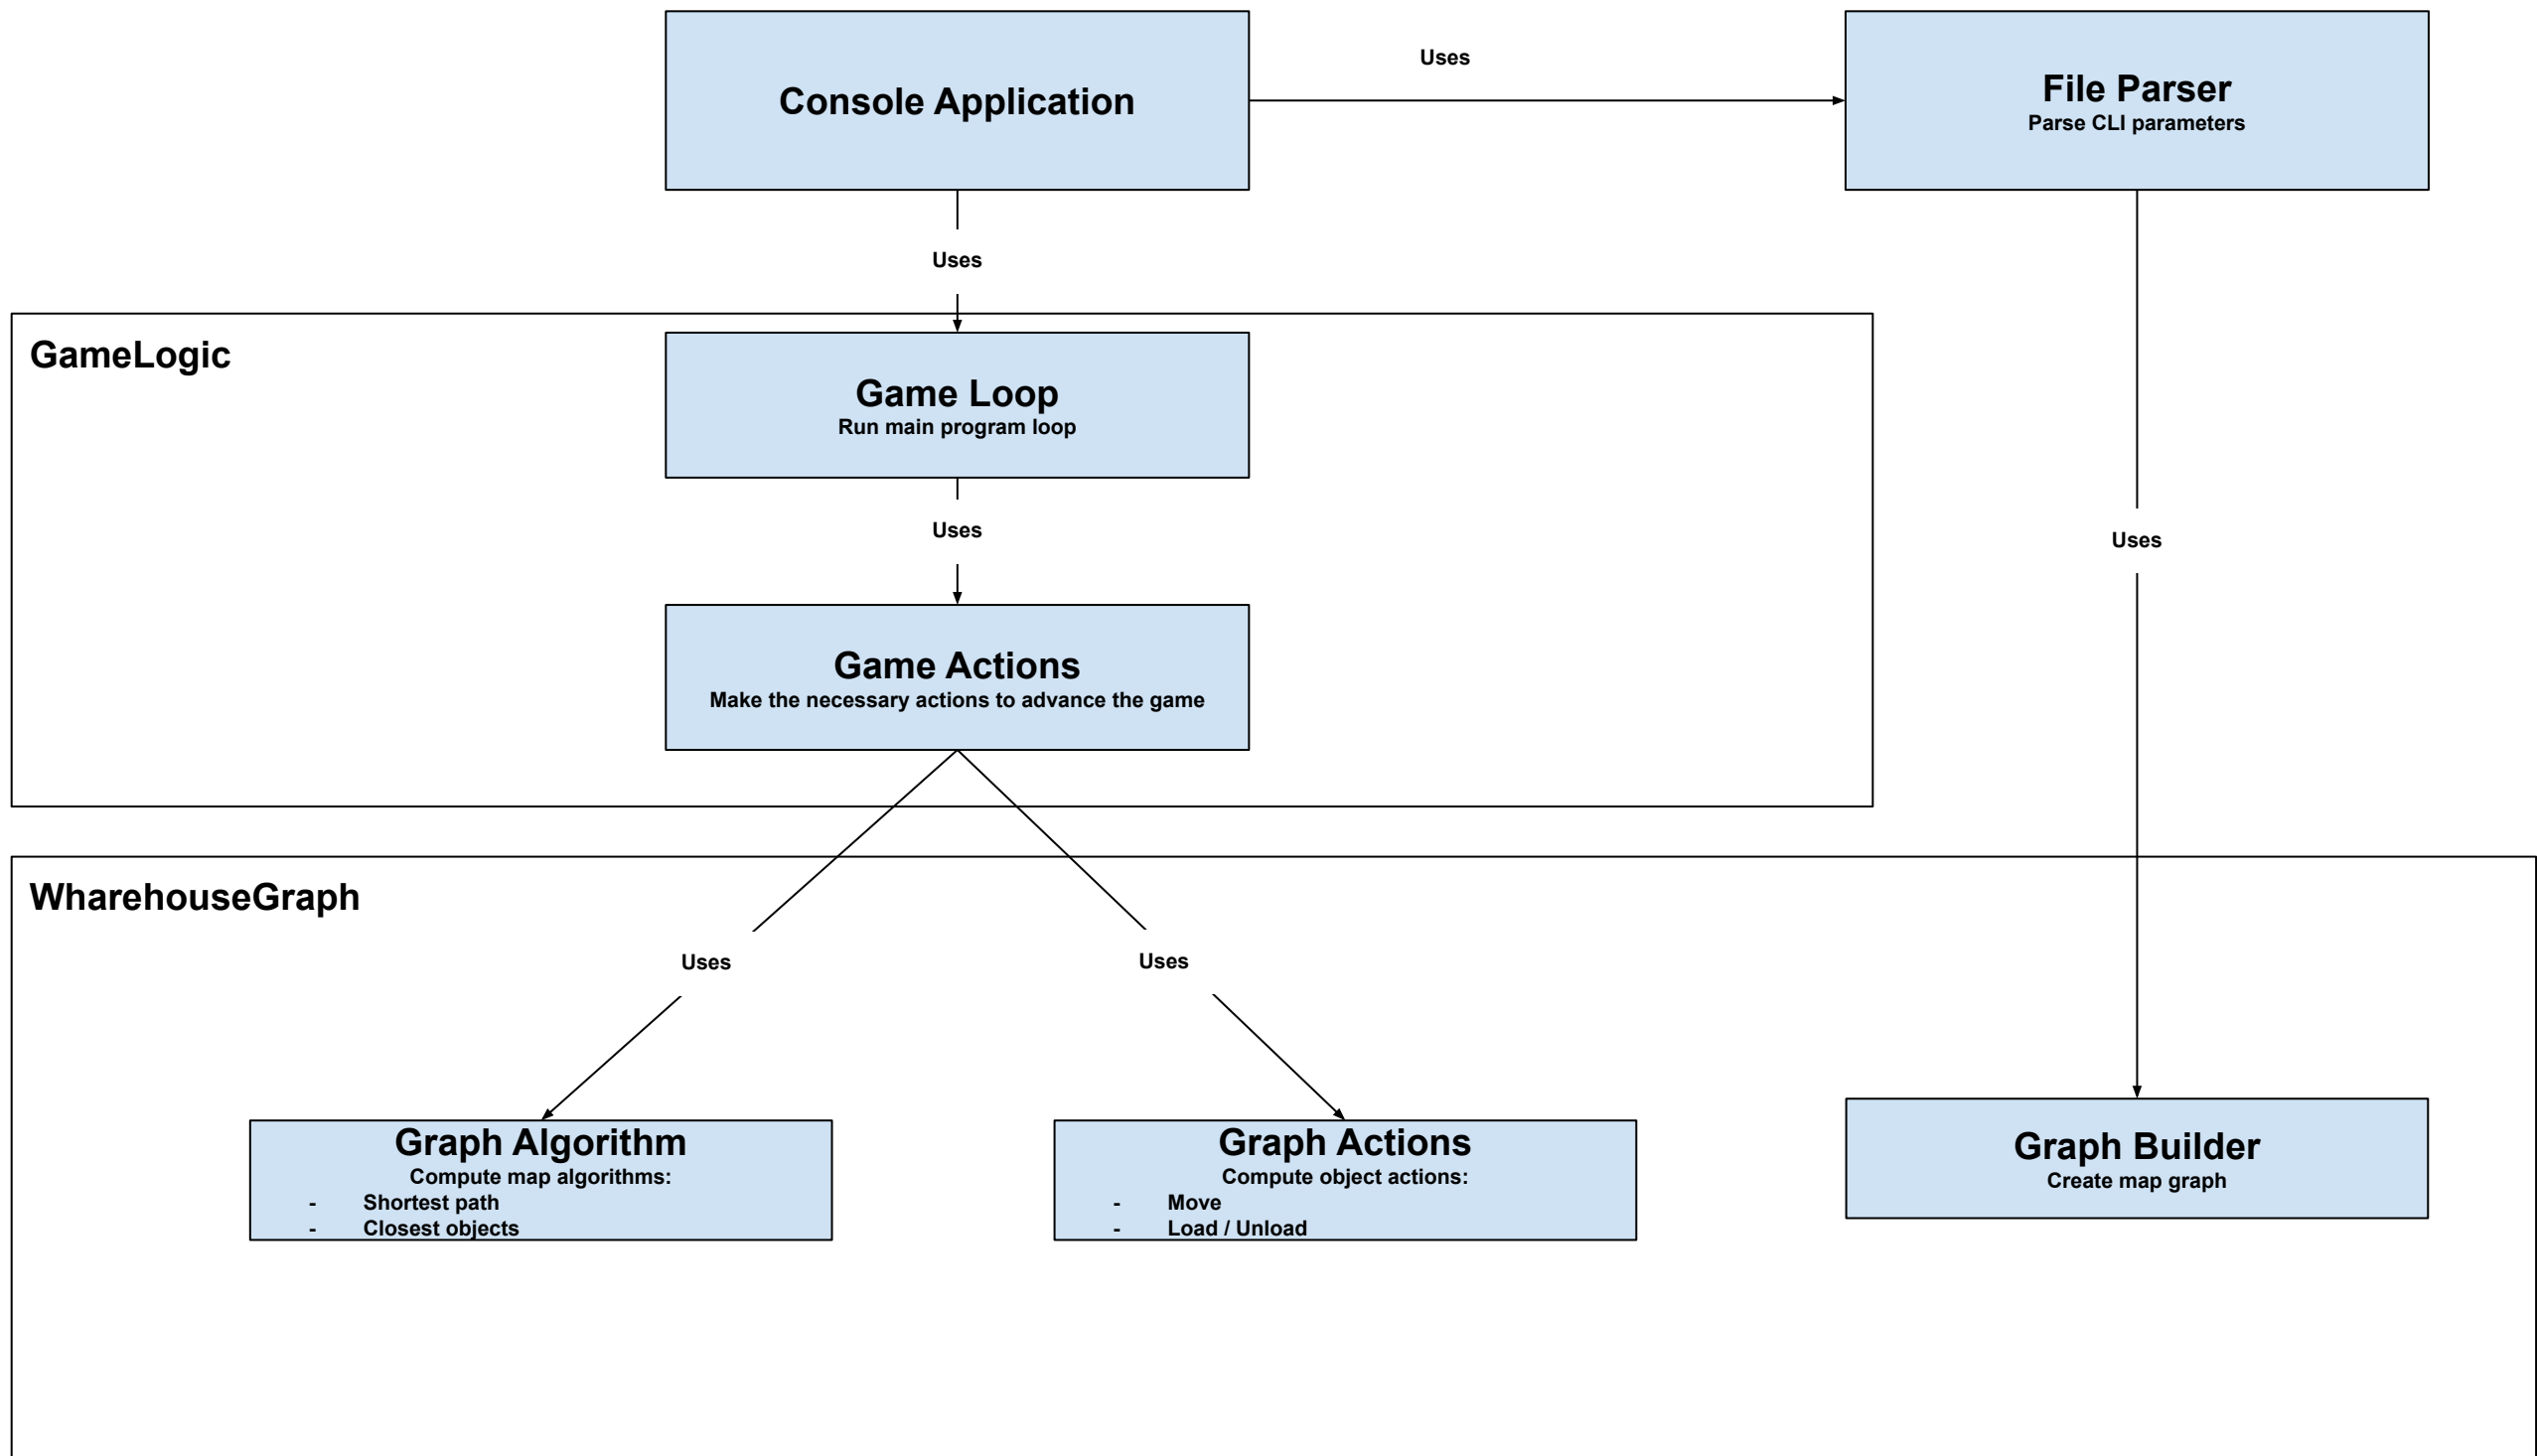 Console Application
Uses
File Parser
Parse CLI parameters
Uses
GameLogic
Game Loop
Run main program loop
Uses
Uses
Game Actions
Make the necessary actions to advance the game
WharehouseGraph
Uses
Uses
Graph Algorithm
Compute map algorithms:
- Shortest path
- Closest objects
Graph Actions
Compute object actions:
- Move
- Load / Unload
Graph Builder
Create map graph